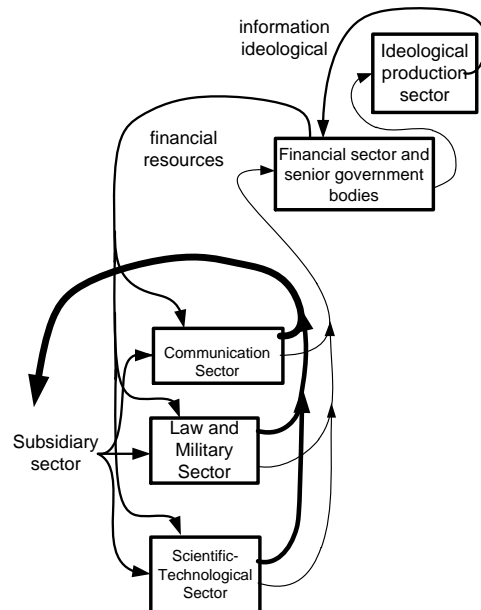 information
ideological
Ideological
production
sector
financial
resources
Financial sector and
senior government
bodies
Communication
Sector
Law and
Military
Sector
Subsidiary
sector
Scientific-
Technological
Sector